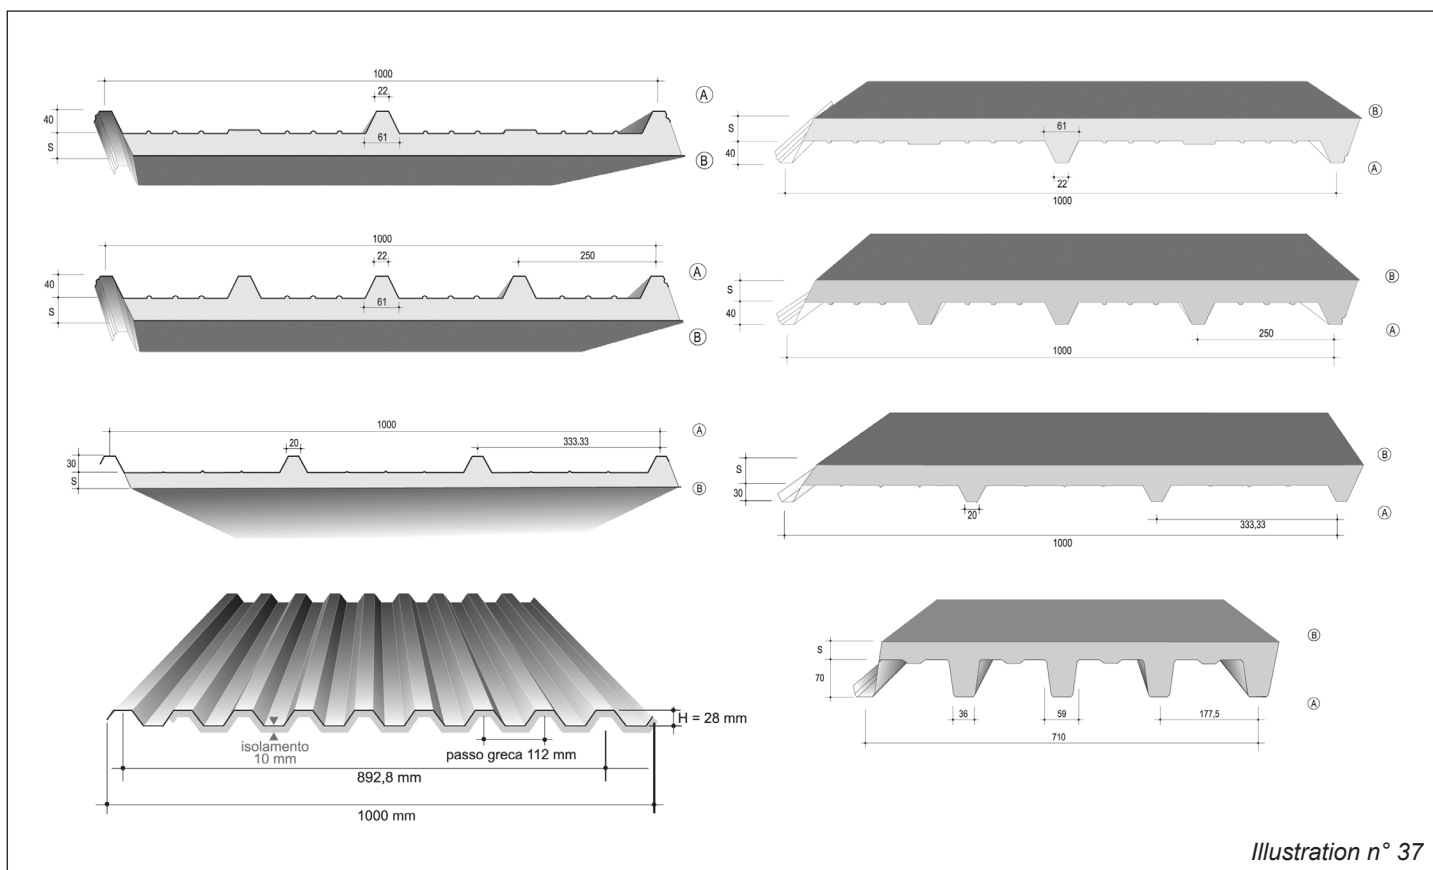 1000
22
A
40
S
61
B
1000
22
250
A
40
S
61
B
1000
20
333.33
A
30
S
B
H = 28 mm
isolamento
10 mm
passo greca 112 mm
892,8 mm
1000 mm
B
S
61
40
A
22
1000
B
S
40
A
250
1000
B
S
30
20
A
333,33
1000
B
S
70
A
36
59
177,5
710
Illustration n° 37